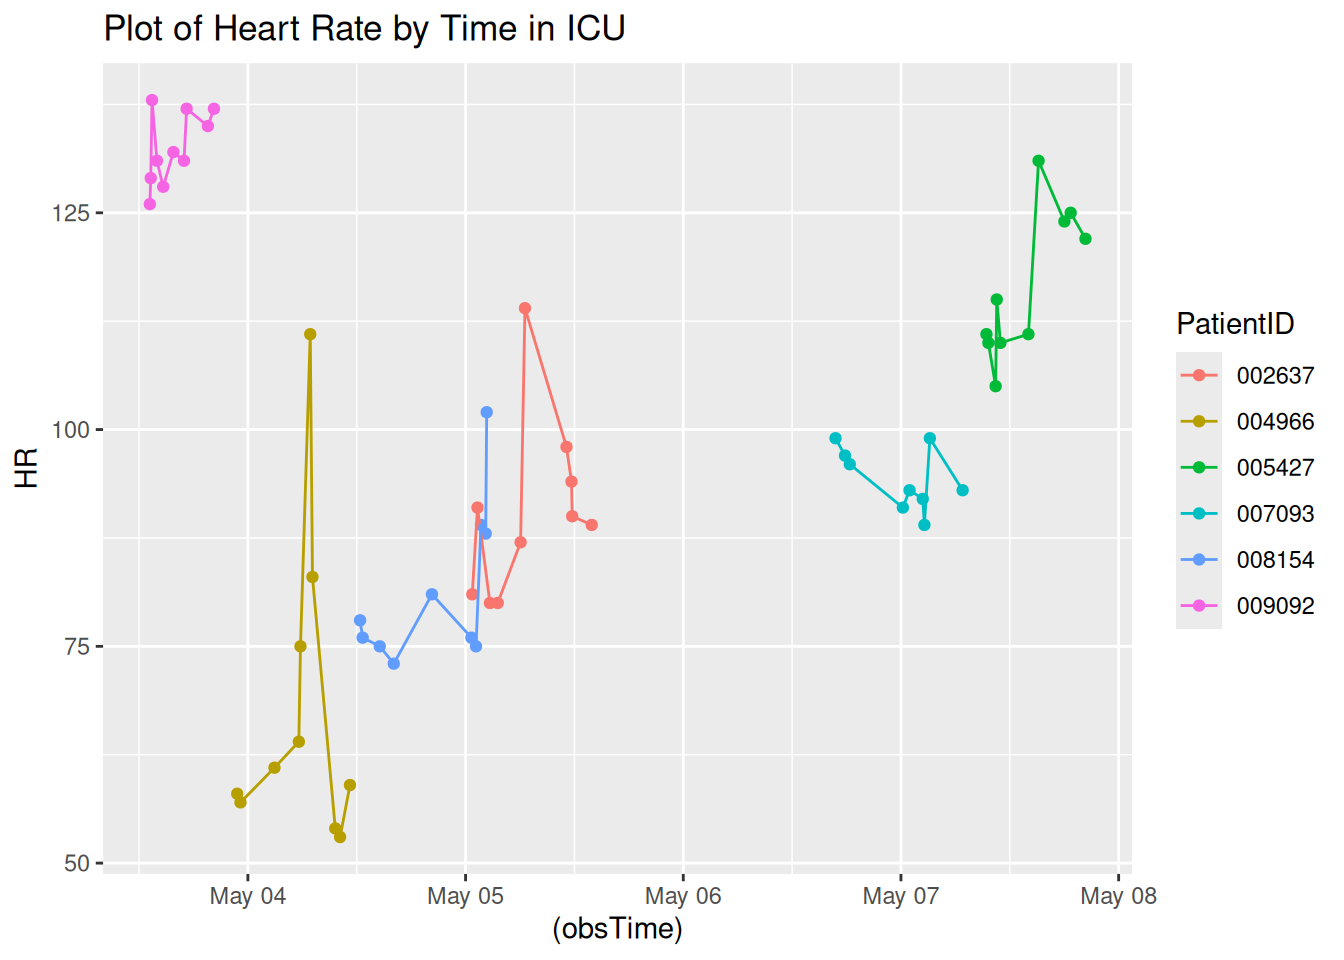 Plot of Heart Rate by Time in ICU
HR
125
100
75
50
May 04
May 05
May 06
May 07
May 08
(obsTime)
PatientID
002637
004966
005427
007093
008154
009092